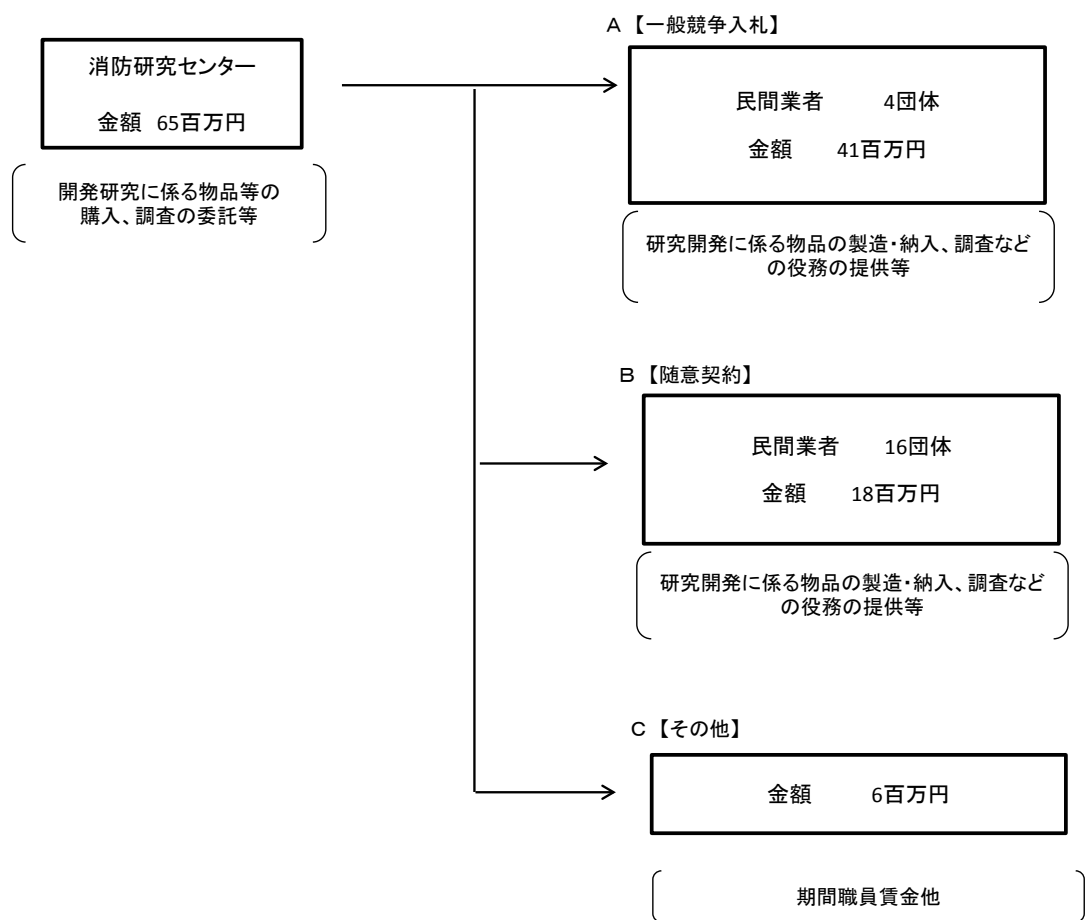 消防研究センター
金額 65百万円
開発研究に係る物品等の
購入、調査の委託等
A 【一般競争入札】
民間業者 4団体
金額 41百万円
研究開発に係る物品の製造・納入、調査など
の役務の提供等
B 【随意契約】
民間業者 16団体
金額 18百万円
研究開発に係る物品の製造・納入、調査など
の役務の提供等
C 【その他】
金額 6百万円
期間職員賃金他